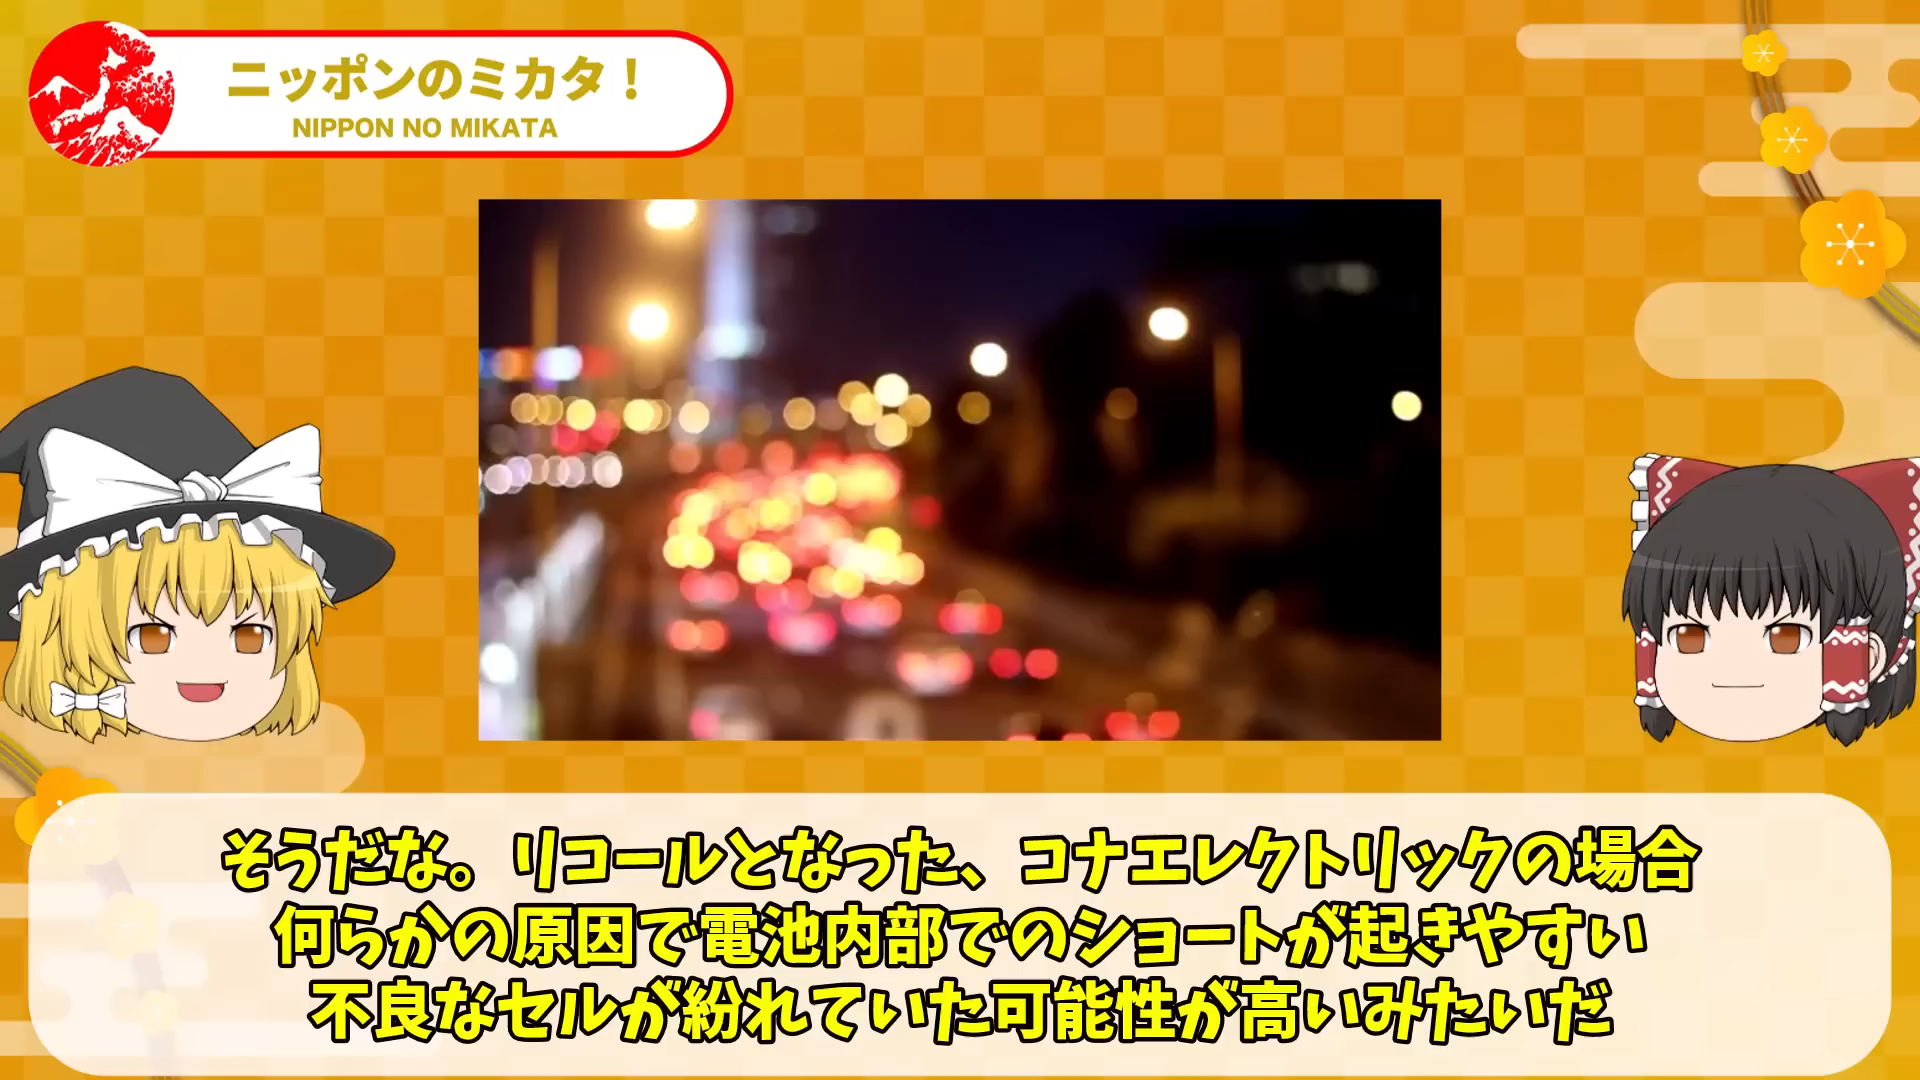 ニッポンのミカタ！
NIPPON NO MIKATA
そうだな。リコールとなった、コナエレクトリックの場合
何らかの原因で電池内部でのショートが起きやすい
不良なセルが紛れていた可能性が高いみたいだ